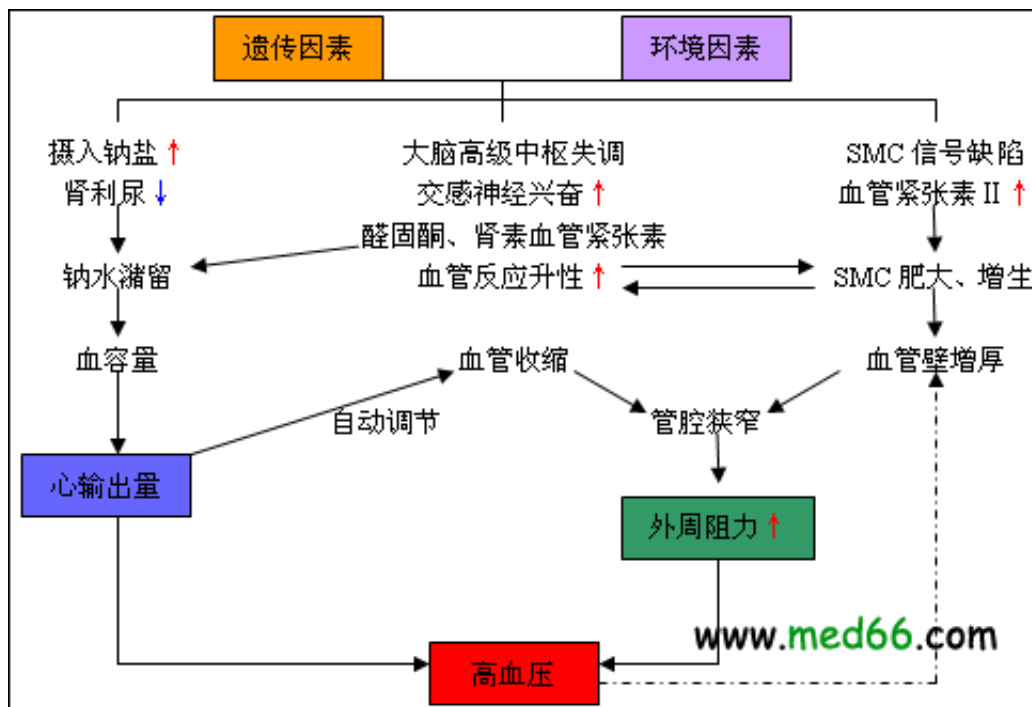 遗传因素
环境因素
摄入钠盐↑
大脑高级中枢失调
SMC 信号缺陷
肾利尿↓
交感神经兴奋↑
血管紧张素Ⅱ↑
醛固酮、肾素血管紧张素
钠水潴留
血管反应升性↑
SMC 肥大、增生
血容量
血管收缩
血管壁增厚
自动调节
管腔狭窄
心输出量
外周阻力↑
www.med66.com
高血压